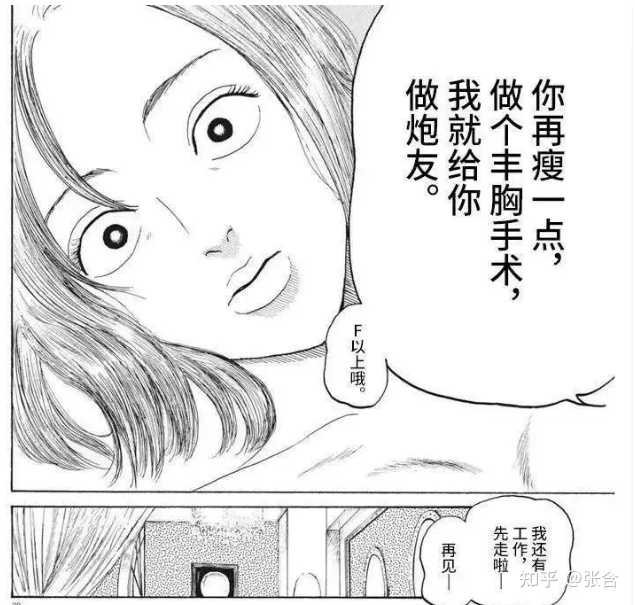 你再瘦一点，
做个丰胸手术，
我就给你
做炮友。
F以上哦。
我还有
工作，
先走啦—
再见—
知乎 @张含